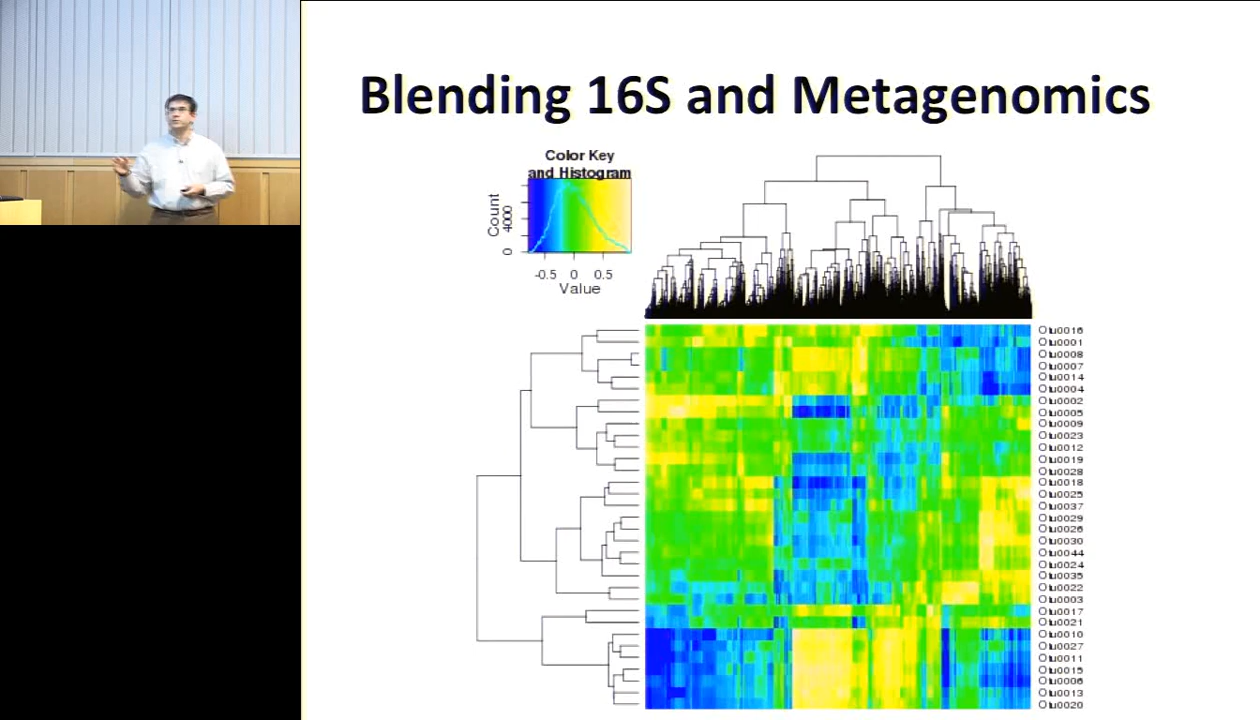 Blending 16S and Metagenomics
Color Key
and Histogram
Count
0
4000
-0.5 0 0.5
Value
Otu0016
Otu0001
Otu0008
Otu0007
Otu0014
Otu0004
Otu0002
Otu0005
Otu0009
Otu0023
Otu0012
Otu0019
Otu0028
Otu0018
Otu0025
Otu0037
Otu0029
Otu0026
Otu0030
Otu0044
Otu0024
Otu0035
Otu0022
Otu0003
Otu0017
Otu0021
Otu0010
Otu0027
Otu0011
Otu0015
Otu0006
Otu0013
Otu0020